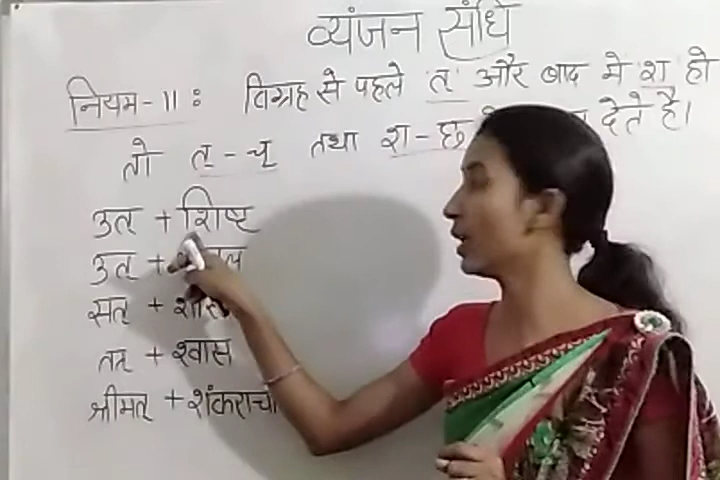 व्यंजन संधि
नियम-11: विग्रह से पहले त् और बाद मे श हो
तो त् - च् तथा श - छ देते है।
उत् + शिष्ट
उत् +
सत् +
तत् + श्वास
श्रीमत् + शंकराचा